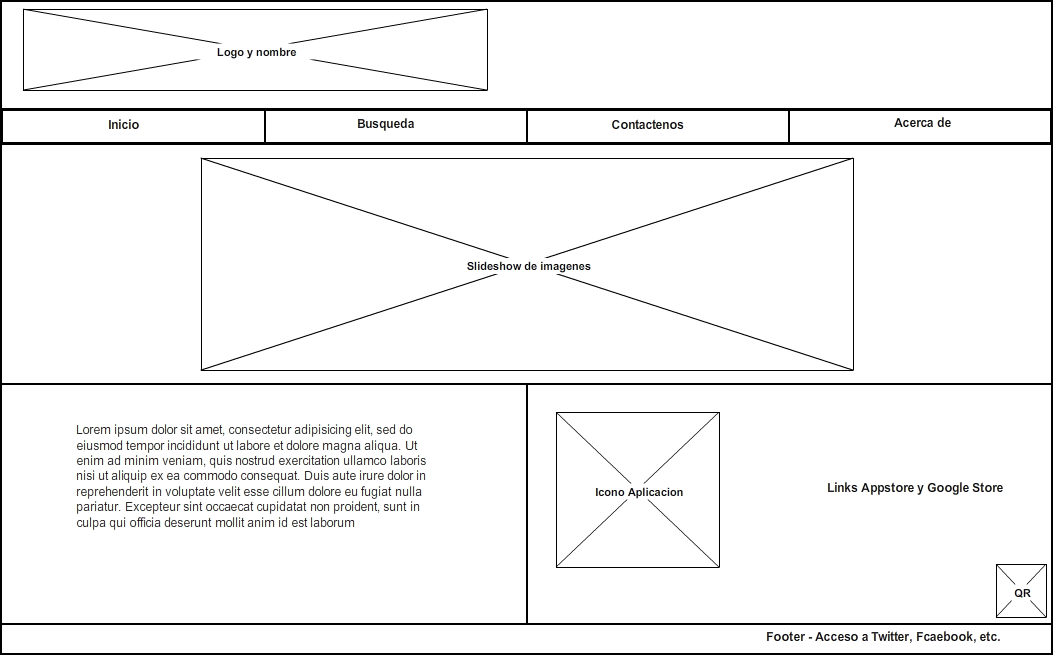 Logo y nombre
Inicio
Busqueda
Contactenos
Acerca de
Slideshow de imagenes
Lorem ipsum dolor sit amet, consectetur adipisicing elit, sed do
eiusmod tempor incididunt ut labore et dolore magna aliqua. Ut
enim ad minim veniam, quis nostrud exercitation ullamco laboris
nisi ut aliquip ex ea commodo consequat. Duis aute irure dolor in
reprehenderit in voluptate velit esse cillum dolore eu fugiat nulla
pariatur. Excepteur sint occaecat cupidatat non proident, sunt in
culpa qui officia deserunt mollit anim id est laborum
Icono Aplicacion
Links Appstore y Google Store
QR
Footer - Acceso a Twitter, Fcaebook, etc.